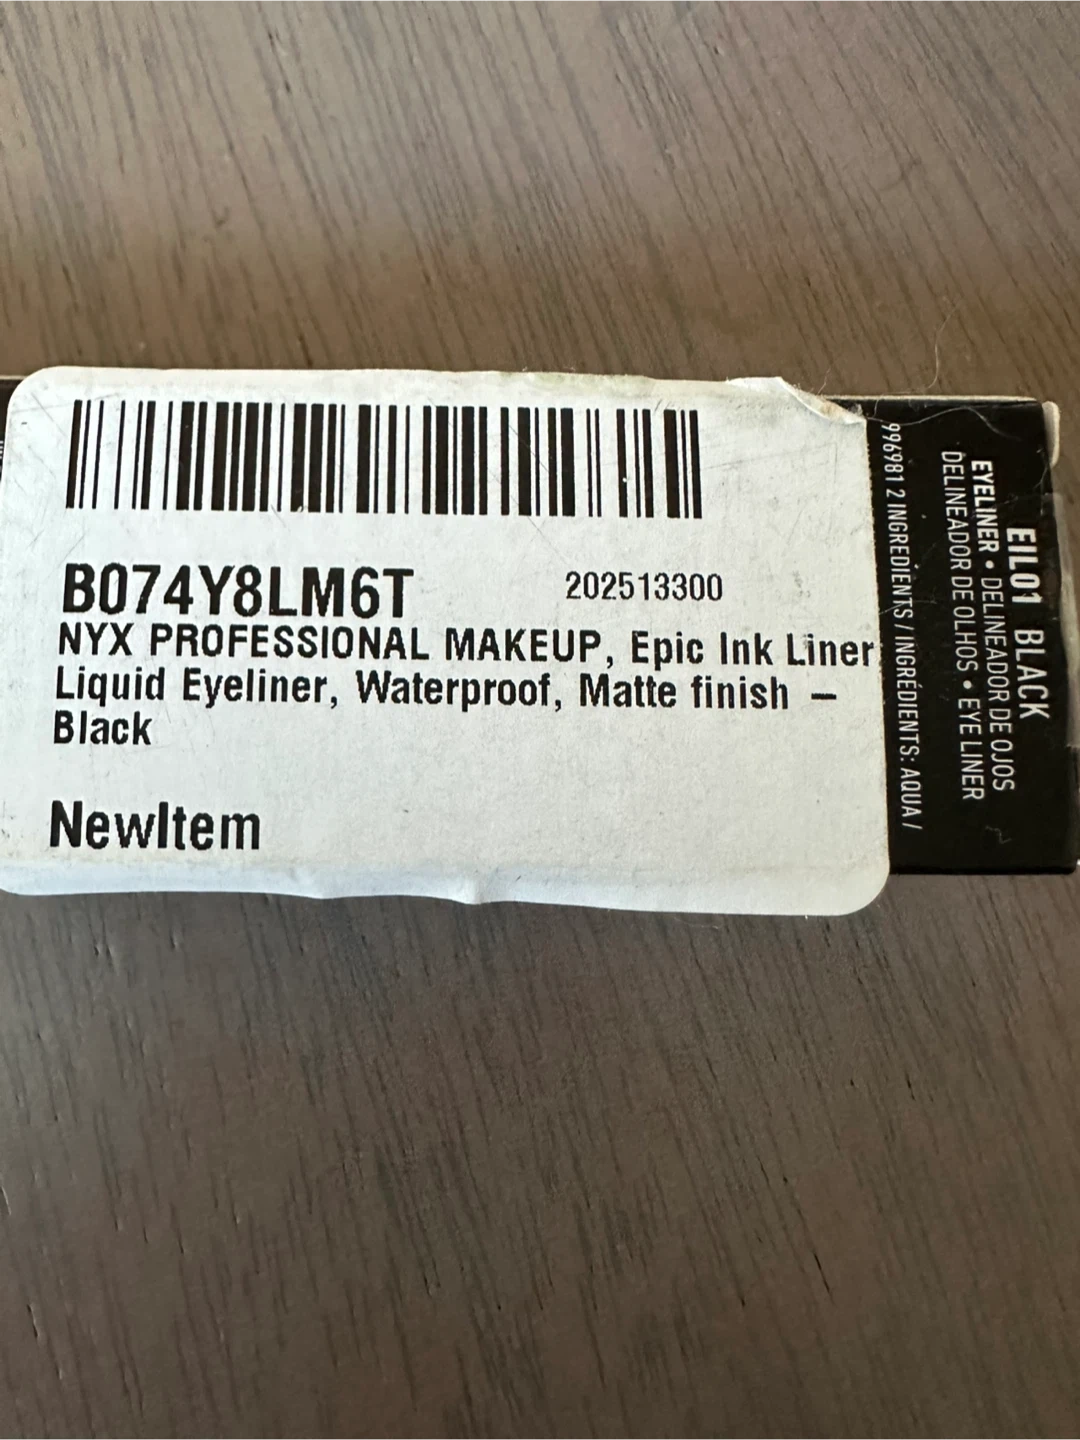 B074Y8LM6T
202513300
NYX PROFESSIONAL MAKEUP, Epic Ink Liner
Liquid Eyeliner, Waterproof, Matte finish –
Black
NewItem
EIL01 BLACK
EYELINER • DELINEADOR DE OJOS
DELINEADOR DE OLHOS • EYE LINER
996981 2 INGREDIENTS / INGRÉDIENTS: AQUA /